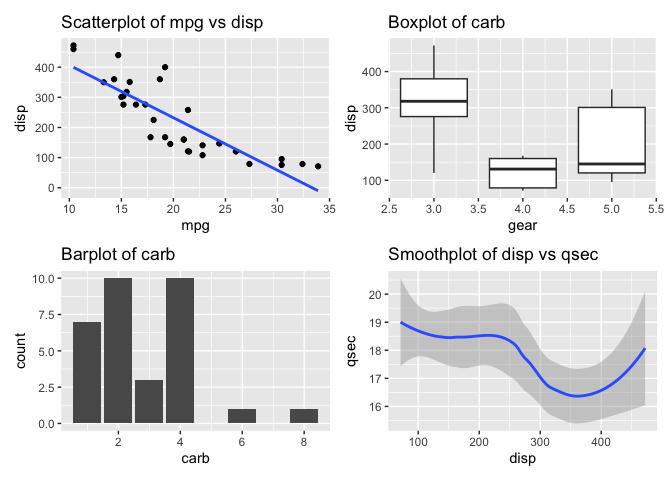 Scatterplot of mpg vs disp
400
300
200
100
0
disp
10 15 20 25 30 35
mpg
Boxplot of carb
400
300
200
100
disp
2.5 3.0 3.5 4.0 4.5 5.0 5.5
gear
Barplot of carb
10.0
7.5
5.0
2.5
0.0
count
2 4 6 8
carb
Smoothplot of disp vs qsec
20
19
18
17
16
qsec
100 200 300 400
disp